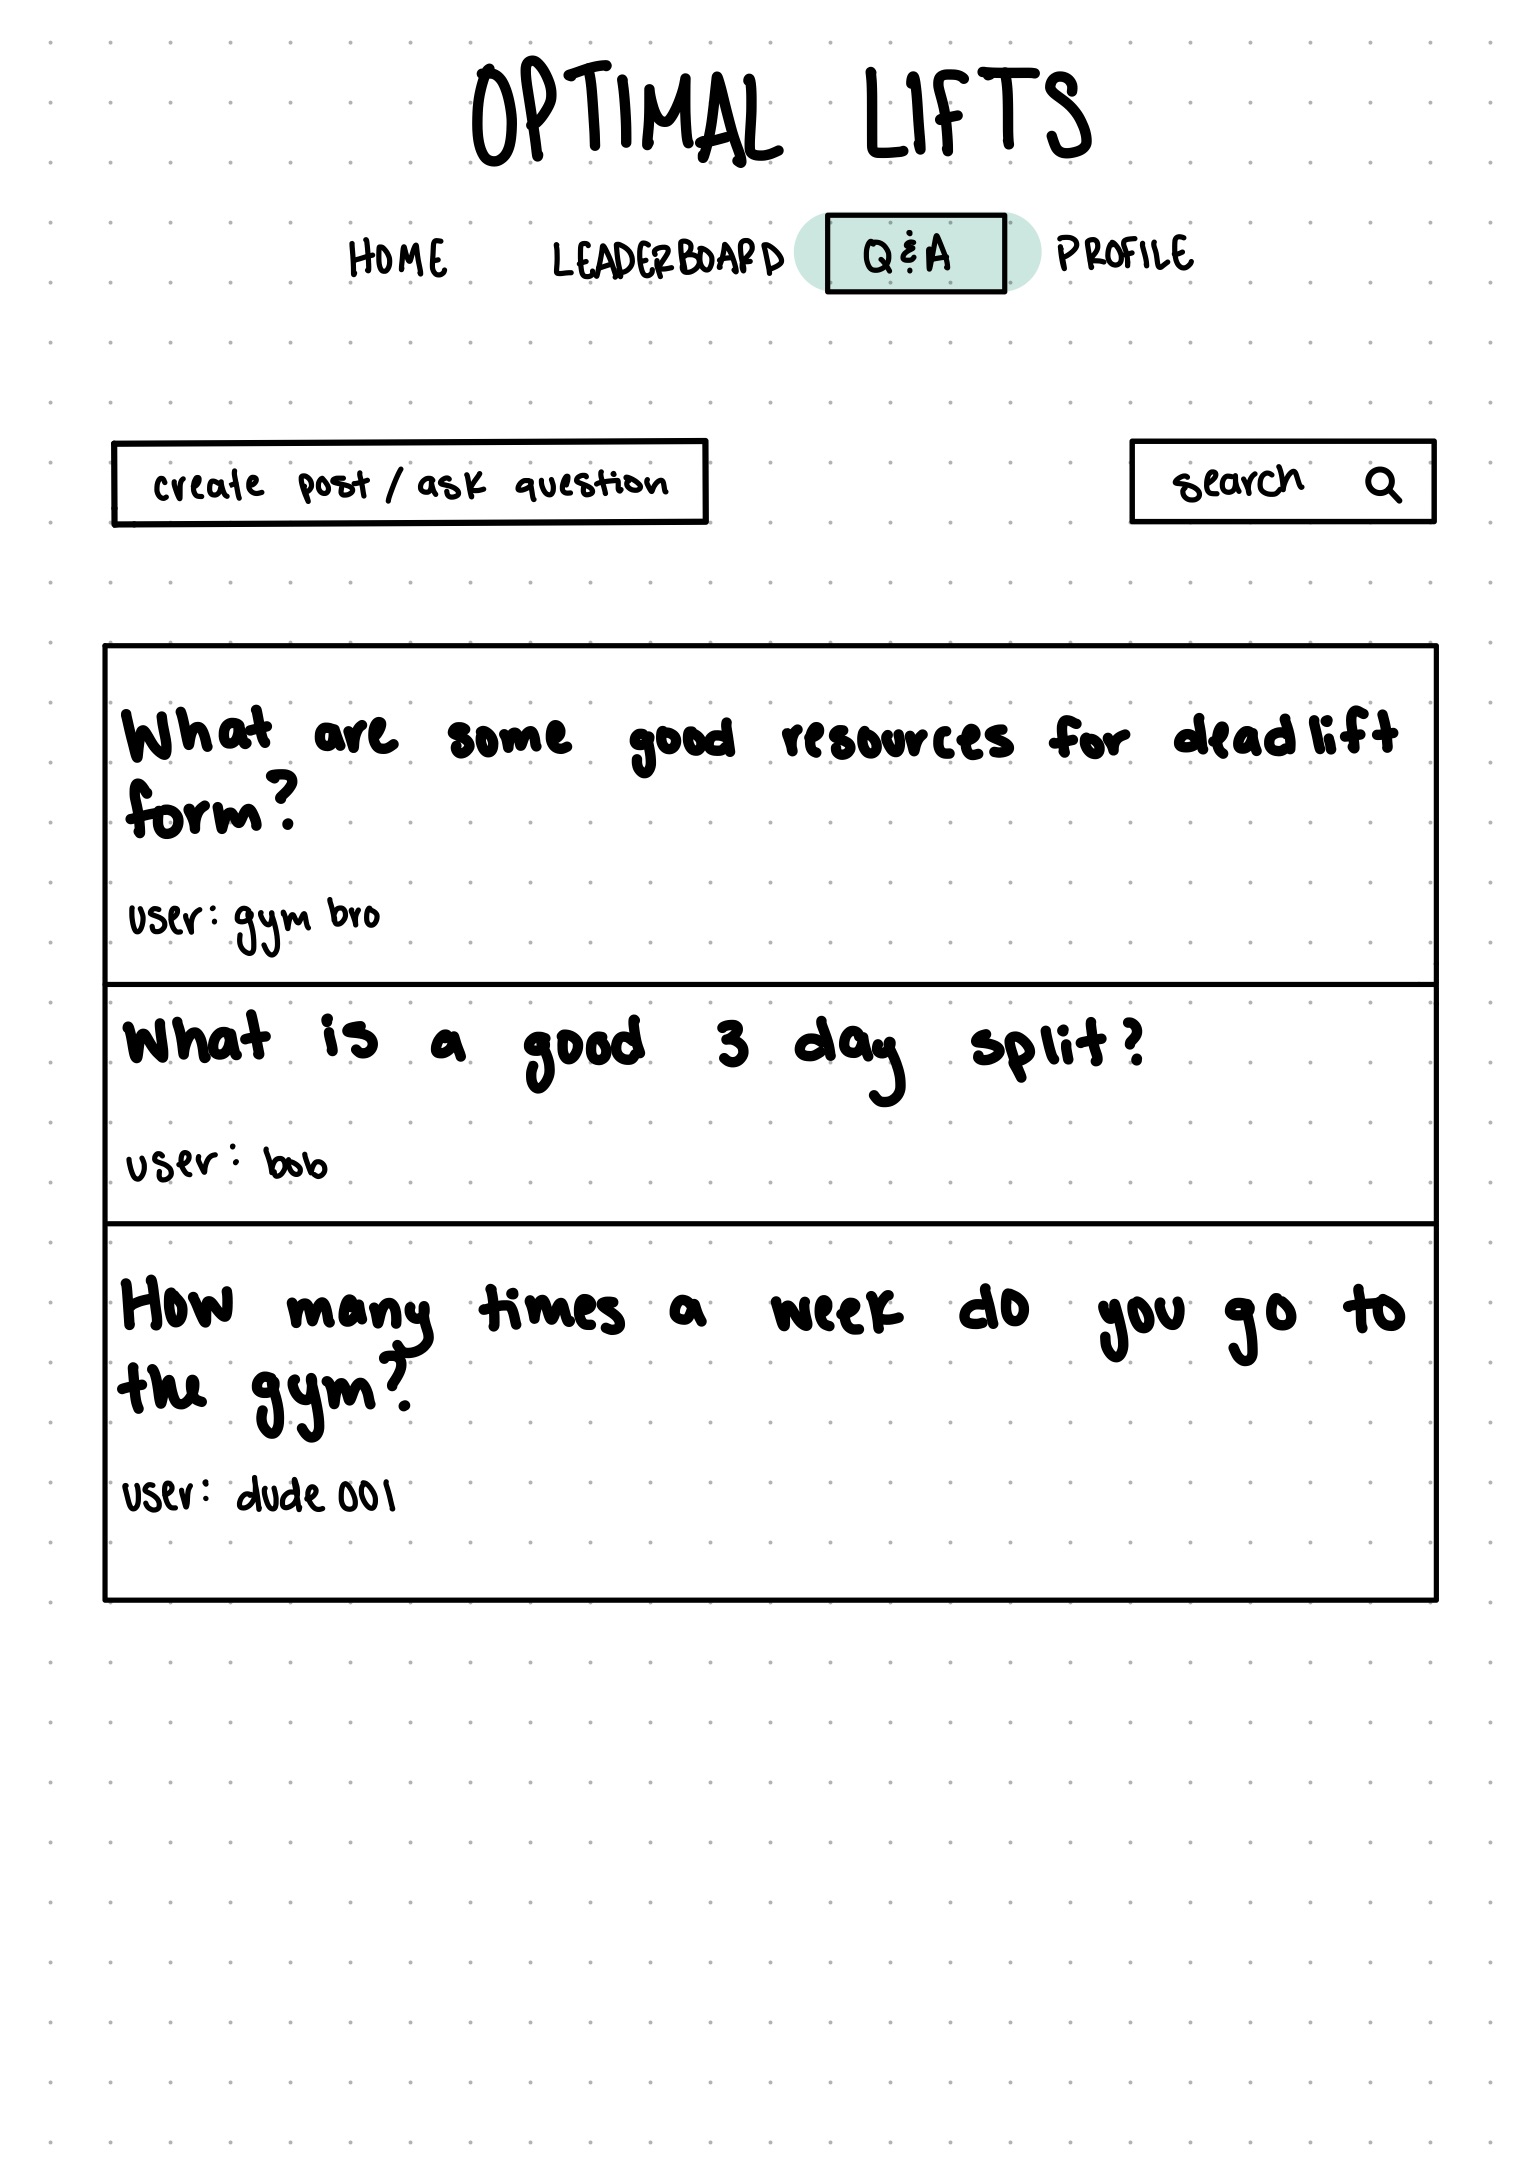 OPTIMAL LIFTS
HOME LEADERBOARD Q & A PROFILE
create post / ask question search
What are some good resources for deadlift
form?
user: gym bro
What is a good 3 day split?
user: bob
How many times a week do you go to
the gym?
user: dude 001